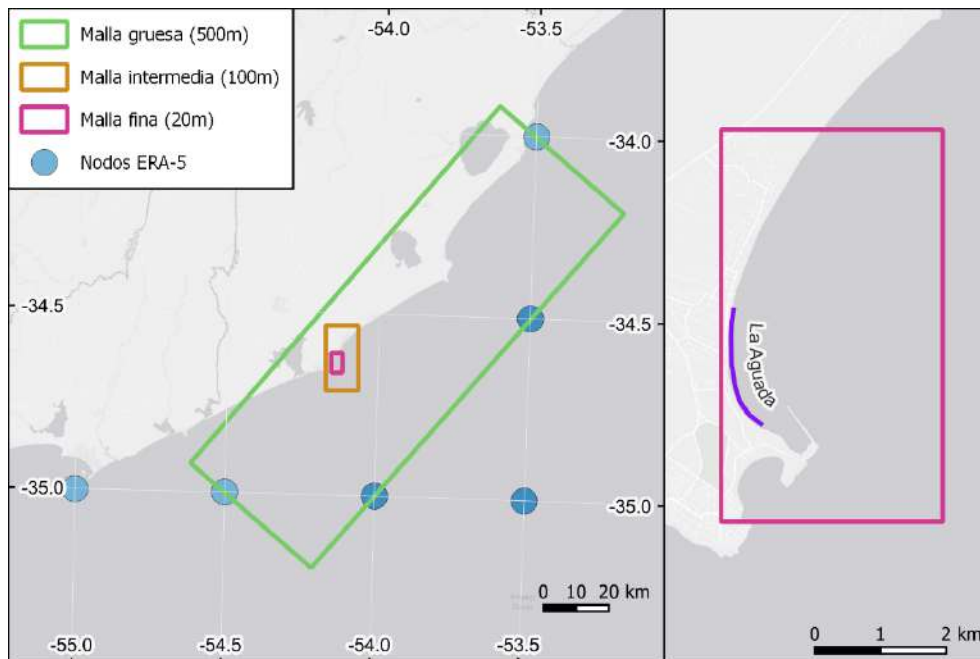 Malla gruesa (500m)
Malla intermedia (100m)
Malla fina (20m)
Nodos ERA-5
-54.0
-53.5
-34.0
-34.5
-34.5
-35.0
-35.0
-55.0
-54.5
-54.0
-53.5
0 10 20 km
La Aguada
0 1 2 km